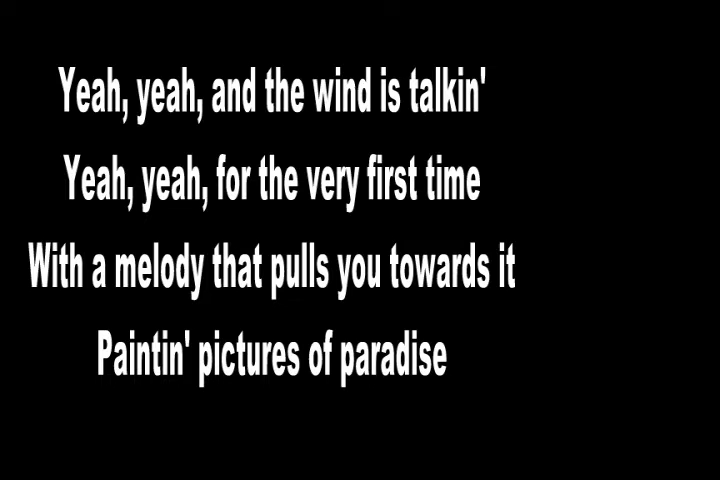 Yeah, yeah, and the wind is talkin'
Yeah, yeah, for the very first time
With a melody that pulls you towards it
Paintin' pictures of paradise